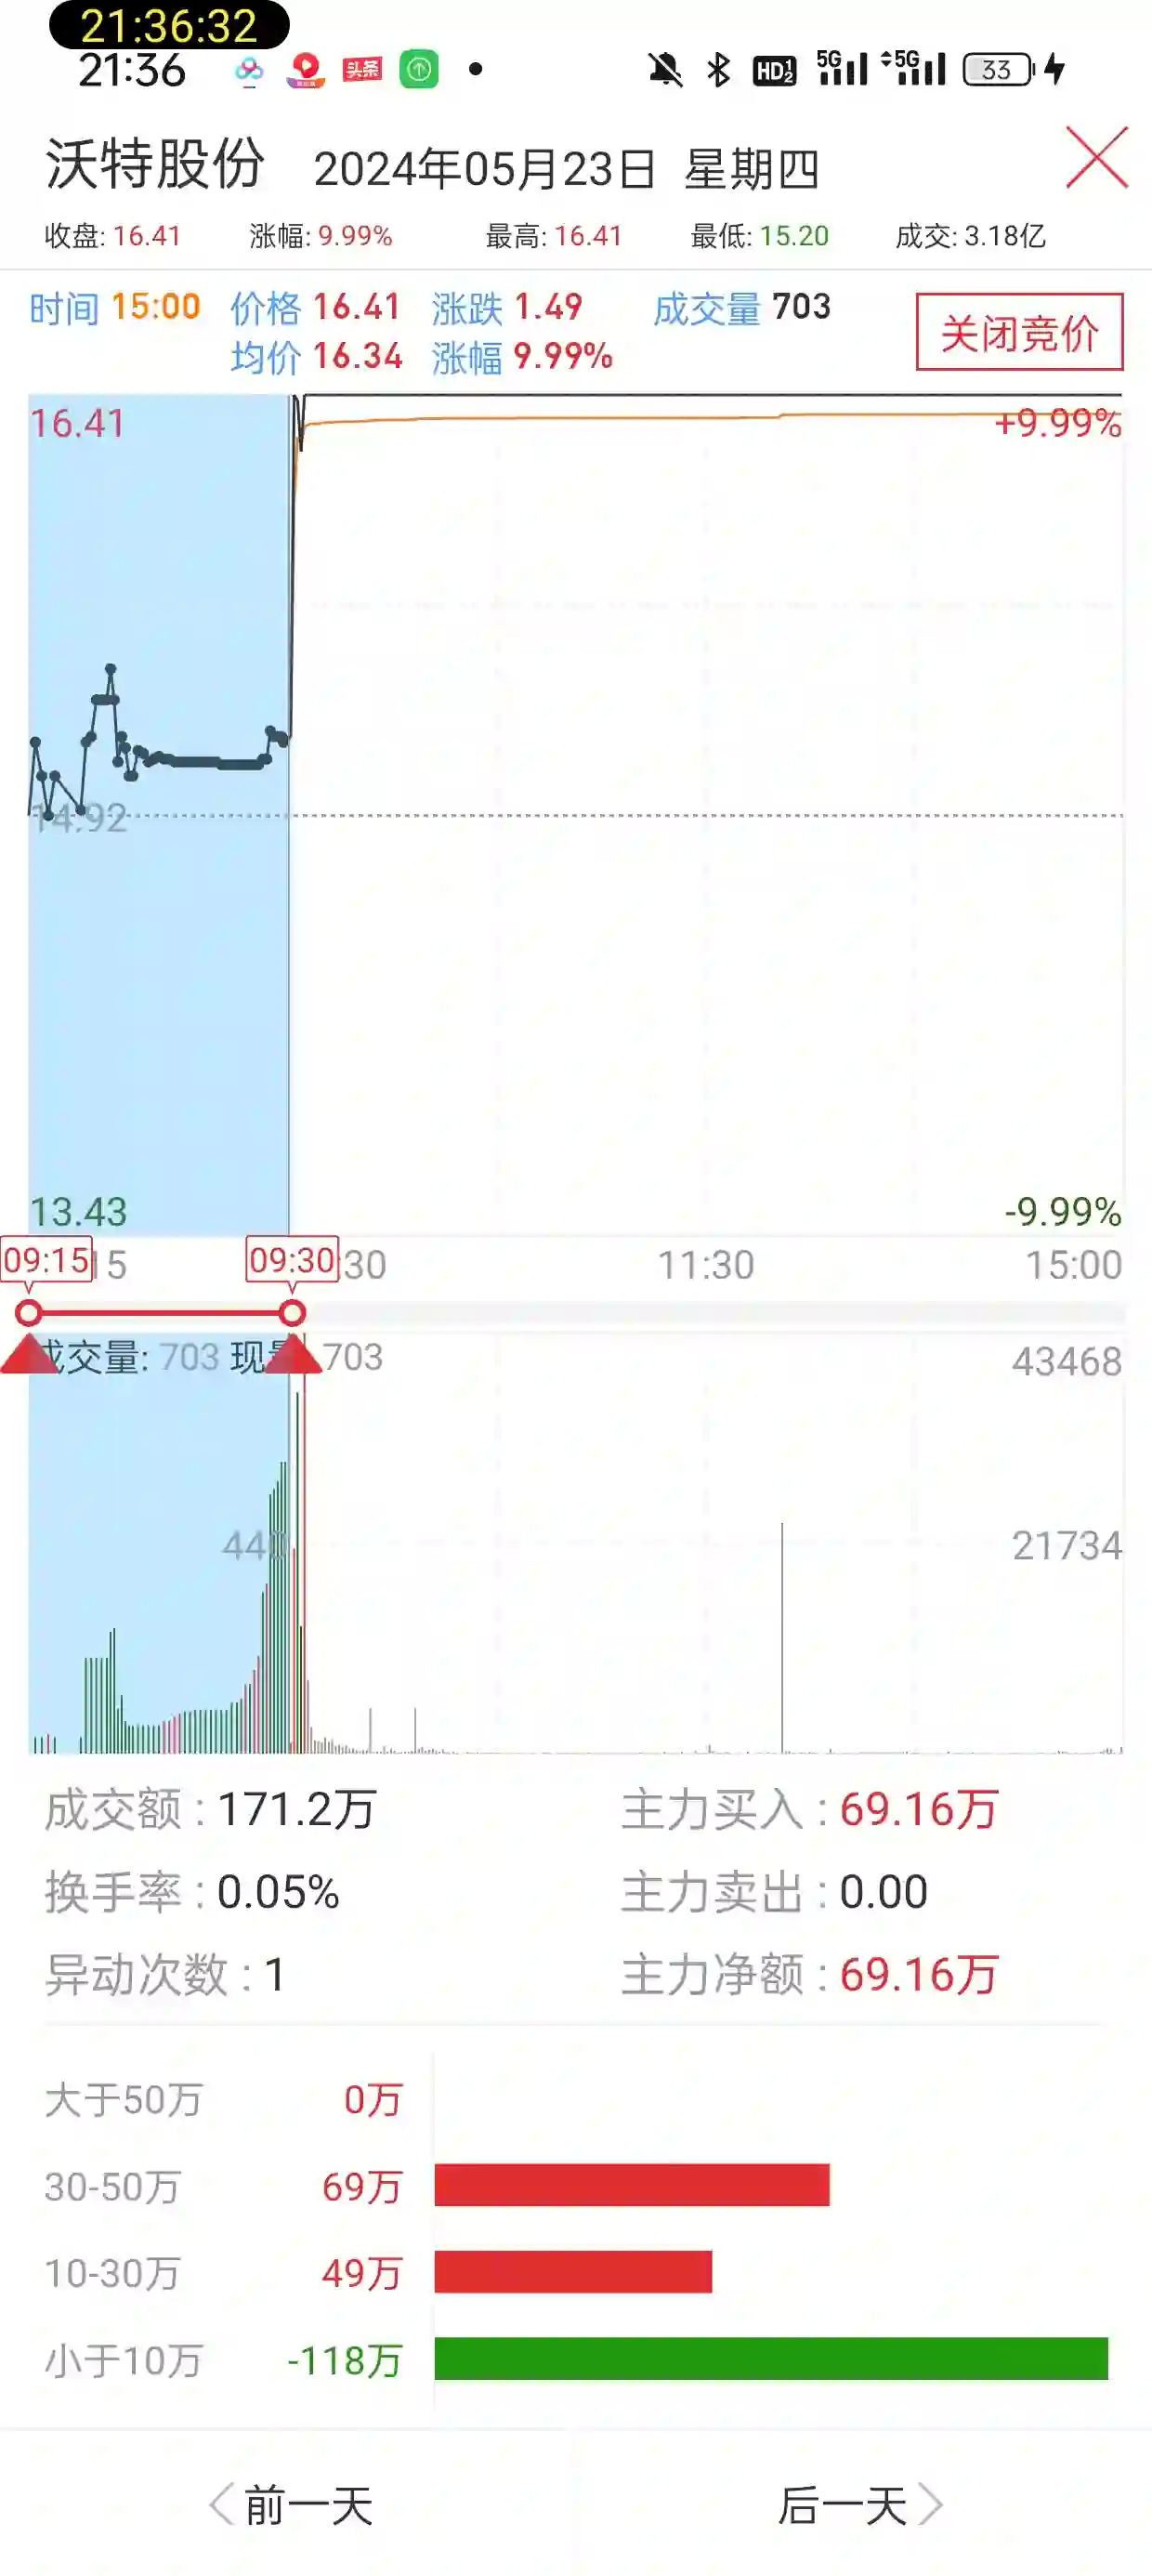 21:36:32
21:36 头条 HD 1 2 5G 5G 33
沃特股份 2024年05月23日 星期四
收盘: 16.41 涨幅: 9.99% 最高: 16.41 最低: 15.20 成交: 3.18亿
时间 15:00 价格 16.41 涨跌 1.49 成交量 703
均价 16.34 涨幅 9.99%
关闭竞价
16.41 +9.99%
14.92
13.43 -9.99%
09:15 15 09:30 30 11:30 15:00
成交量: 703 现 703 43468
440 21734
成交额 : 171.2万 主力买入 : 69.16万
换手率 : 0.05% 主力卖出 : 0.00
异动次数 : 1 主力净额 : 69.16万
大于50万 0万
30-50万 69万
10-30万 49万
小于10万 -118万
前一天 后一天